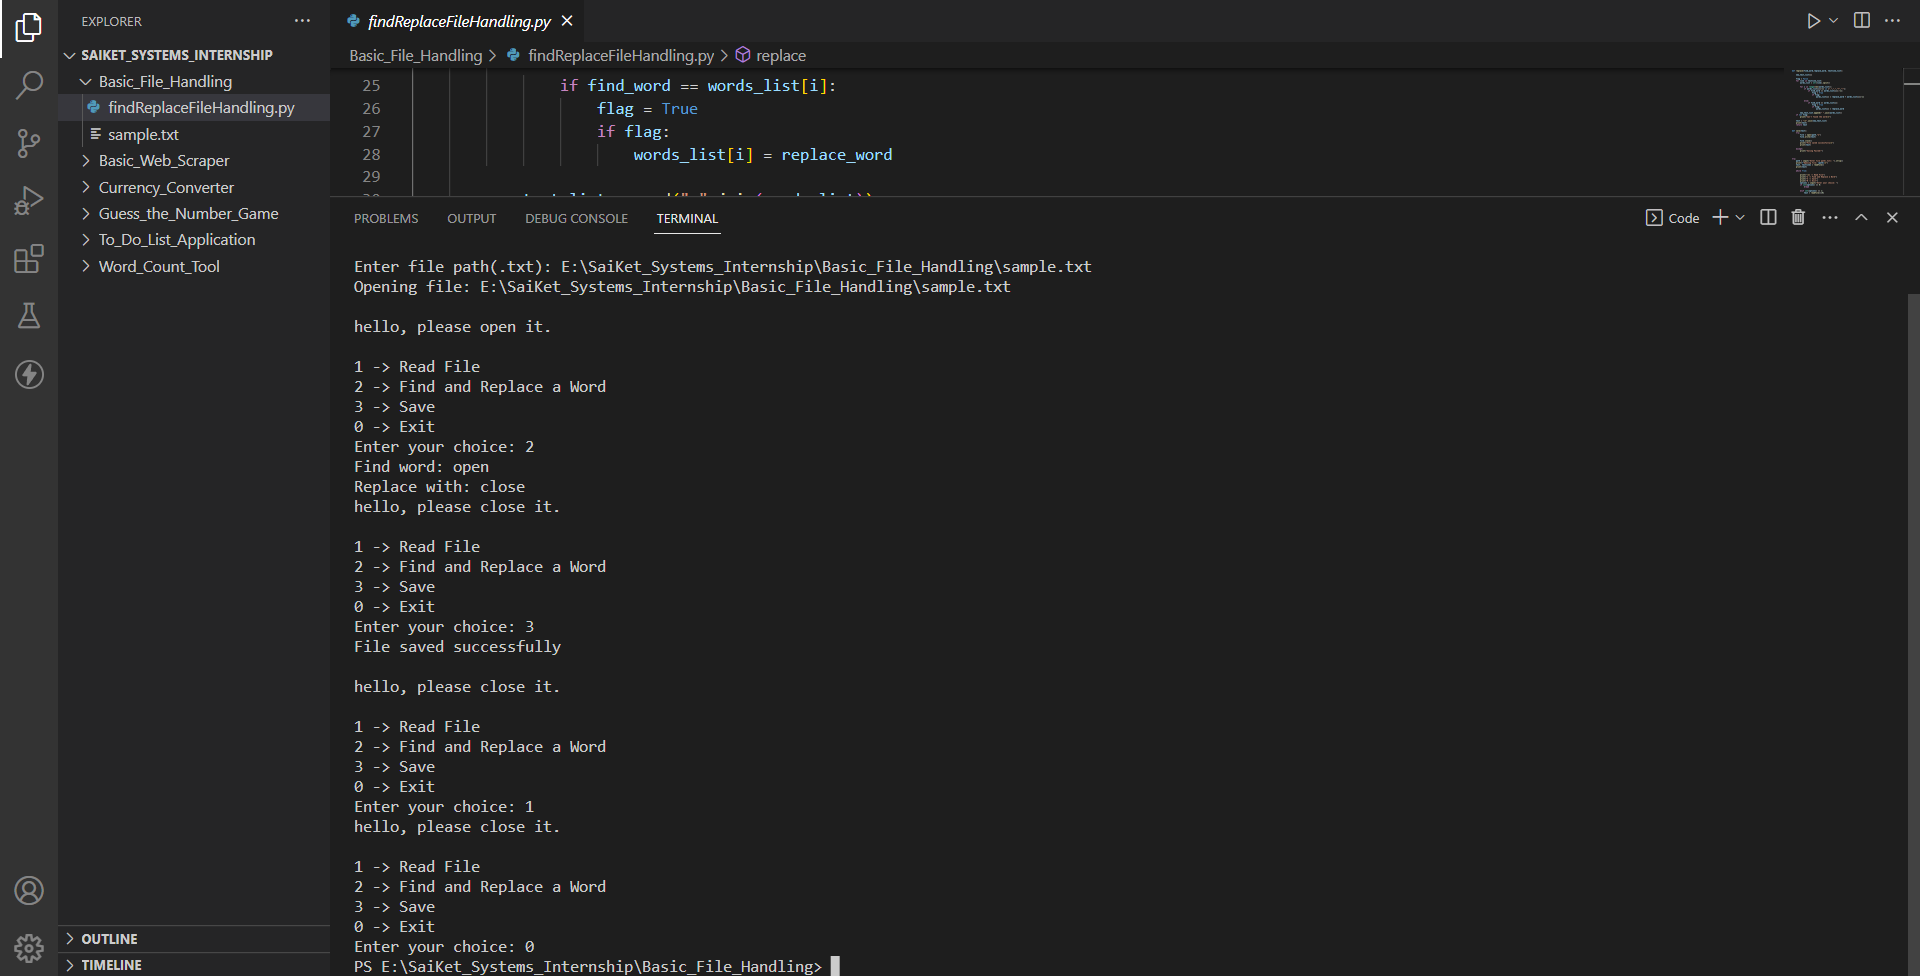 EXPLORER
SAIKET_SYSTEMS_INTERNSHIP
Basic_File_Handling
findReplaceFileHandling.py
sample.txt
Basic_Web_Scraper
Currency_Converter
Guess_the_Number_Game
To_Do_List_Application
Word_Count_Tool
OUTLINE
TIMELINE
findReplaceFileHandling.py
Basic_File_Handling > findReplaceFileHandling.py > replace
25 if find_word == words_list[i]:
26 flag = True
27 if flag:
28 words_list[i] = replace_word
29
PROBLEMS OUTPUT DEBUG CONSOLE TERMINAL Code
Enter file path(.txt): E:\SaiKet_Systems_Internship\Basic_File_Handling\sample.txt
Opening file: E:\SaiKet_Systems_Internship\Basic_File_Handling\sample.txt
hello, please open it.
1 -> Read File
2 -> Find and Replace a Word
3 -> Save
0 -> Exit
Enter your choice: 2
Find word: open
Replace with: close
hello, please close it.
1 -> Read File
2 -> Find and Replace a Word
3 -> Save
0 -> Exit
Enter your choice: 3
File saved successfully
hello, please close it.
1 -> Read File
2 -> Find and Replace a Word
3 -> Save
0 -> Exit
Enter your choice: 1
hello, please close it.
1 -> Read File
2 -> Find and Replace a Word
3 -> Save
0 -> Exit
Enter your choice: 0
PS E:\SaiKet_Systems_Internship\Basic_File_Handling>